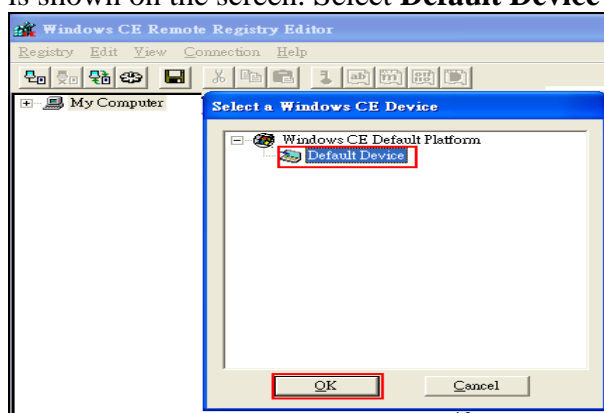 is shown on the screen. Select Default Device
Windows CE Remote Registry Editor
Registry Edit View Connection Help
My Computer
Select a Windows CE Device
Windows CE Default Platform
Default Device
OK Cancel